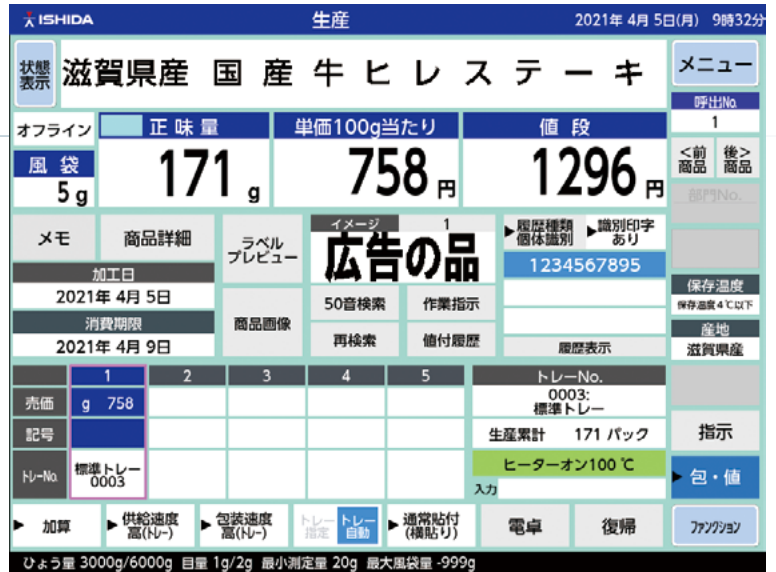 ISHIDA 生産 2021年 4月 5日(月) 9時32分
状態表示 滋賀県産 国産牛ヒレステーキ メニュー
呼出No.
1
オフライン 正味量 単価100g当たり 値段
171 g 758 円 1296 円
風袋
5 g
<前商品 後>商品
部門No.
メモ 商品詳細 ラベルプレビュー イメージ 1
広告の品
▶履歴種類個体識別 ▶識別印字あり
1234567895
加工日
2021年 4月 5日
50音検索 作業指示
保存温度
保存温度4℃以下
消費期限
2021年 4月 9日
商品画像 再検索 値付履歴 履歴表示
産地
滋賀県産
1 2 3 4 5 トレーNo.
売価 g 758 0003:
標準トレー
記号 生産累計 171 パック 指示
トレーNo. 標準トレー
0003
ヒーターオン100 ℃
入力
▶包・値
▶加算 ▶供給速度高(トレー) ▶包装速度高(トレー) トレー指定 トレー自動 ▶通常貼付(横貼り) 電卓 復帰 ファンクション
ひょう量 3000g/6000g 目量 1g/2g 最小測定量 20g 最大風袋量 -999g